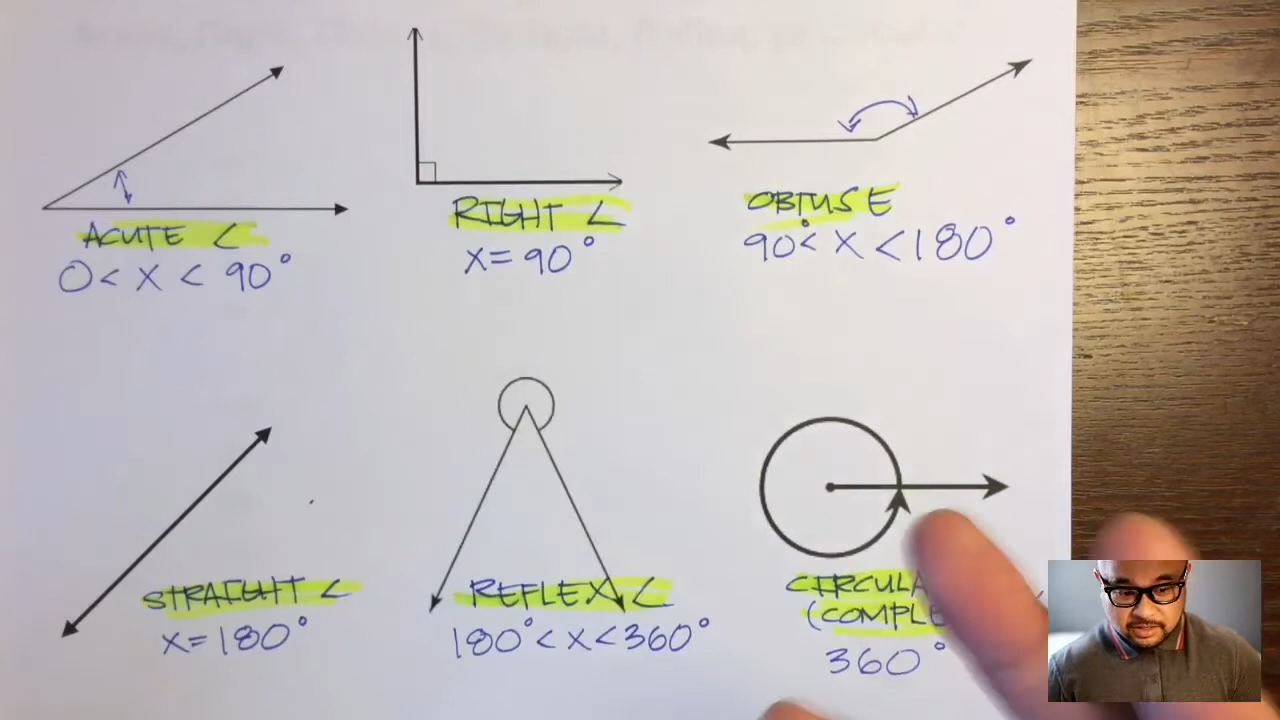 ACUTE ∠
0 < x < 90°
RIGHT ∠
x = 90°
OBTUSE
90° < x < 180°
STRAIGHT ∠
x = 180°
REFLEX ∠
180° < x < 360°
360°